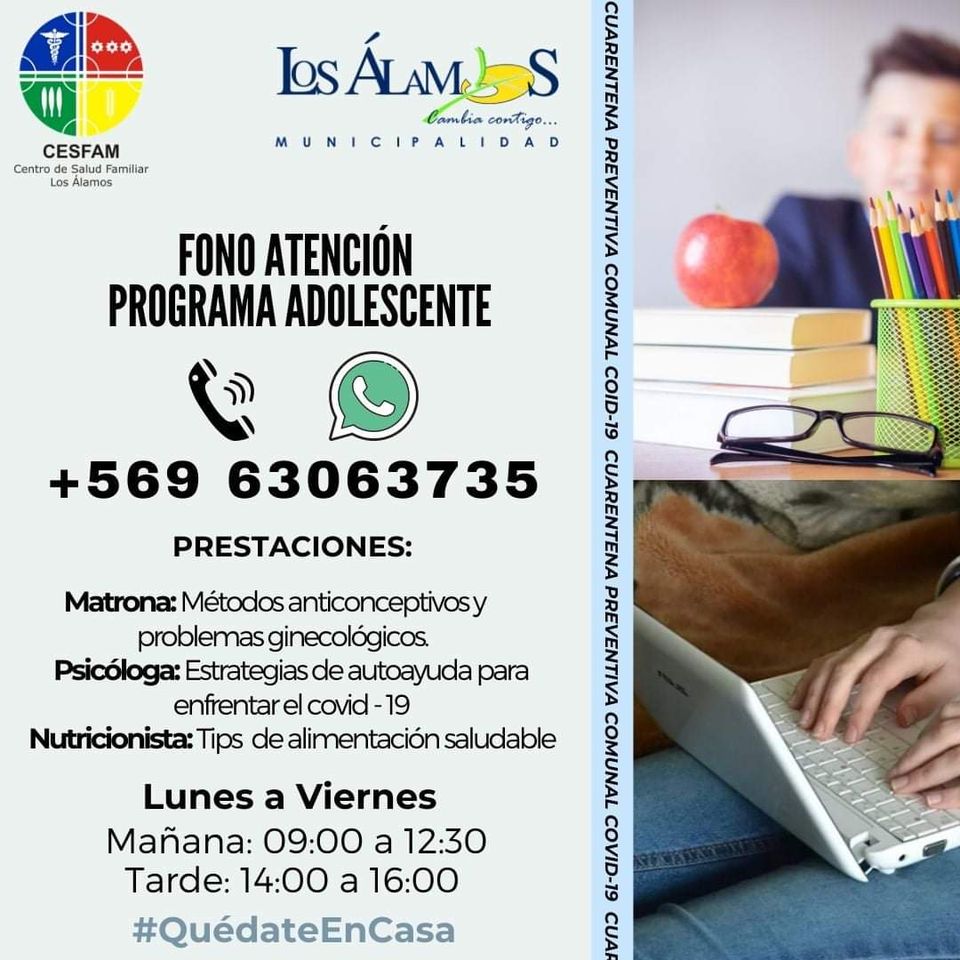 CESFAM
Centro de Salud Familiar
Los Álamos
LOS ÁLAMOS
Cambia contigo...
MUNICIPALIDAD
FONO ATENCIÓN
PROGRAMA ADOLESCENTE
+569 63063735
PRESTACIONES:
Matrona: Métodos anticonceptivos y
problemas ginecológicos.
Psicóloga: Estrategias de autoayuda para
enfrentar el covid - 19
Nutricionista: Tips de alimentación saludable
Lunes a Viernes
Mañana: 09:00 a 12:30
Tarde: 14:00 a 16:00
#QuédateEnCasa
CUARENTENA PREVENTIVA COMUNAL COID-19 CUARENTENA PREVENTIVA COMUNAL COVID-19 CUAR